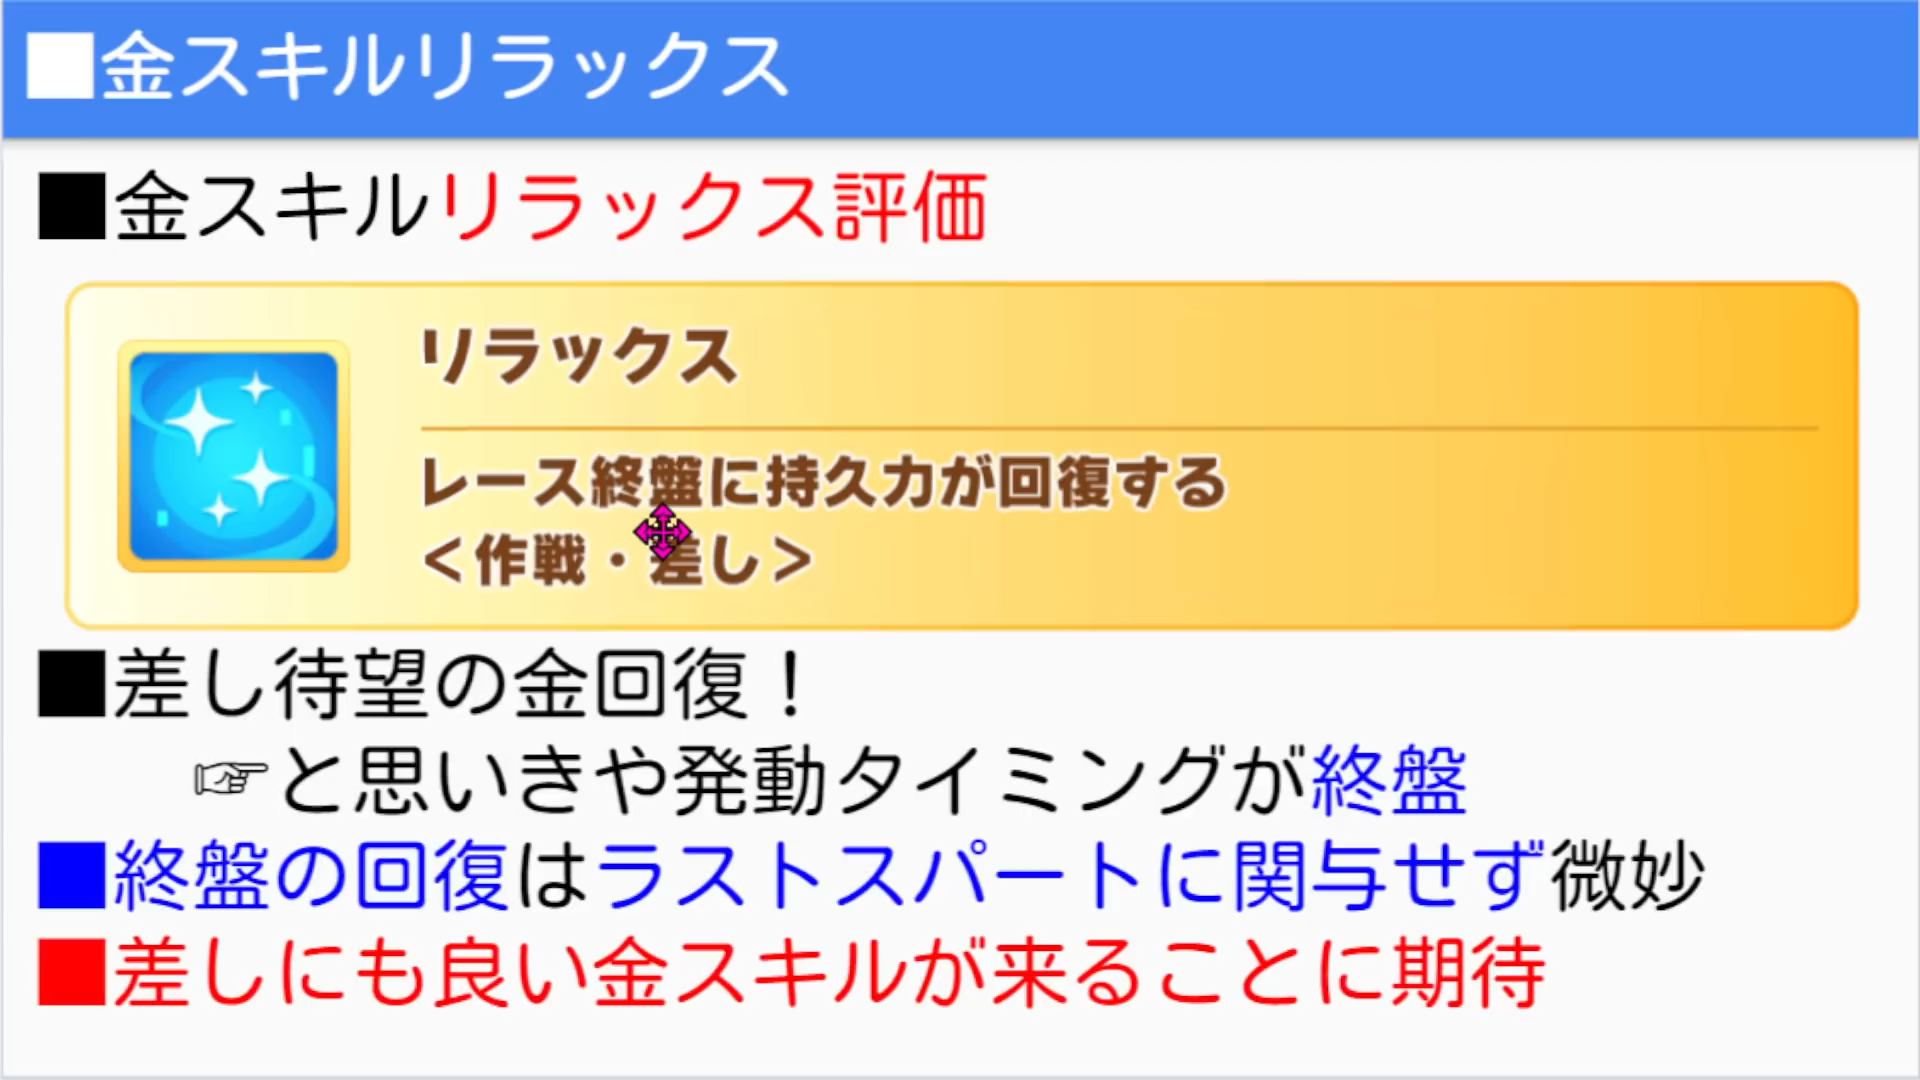 ■金スキルリラックス
■金スキルリラックス評価
リラックス
レース終盤に持久力が回復する
＜作戦・差し＞
■差し待望の金回復！
☞と思いきや発動タイミングが終盤
■終盤の回復はラストスパートに関与せず微妙
■差しにも良い金スキルが来ることに期待